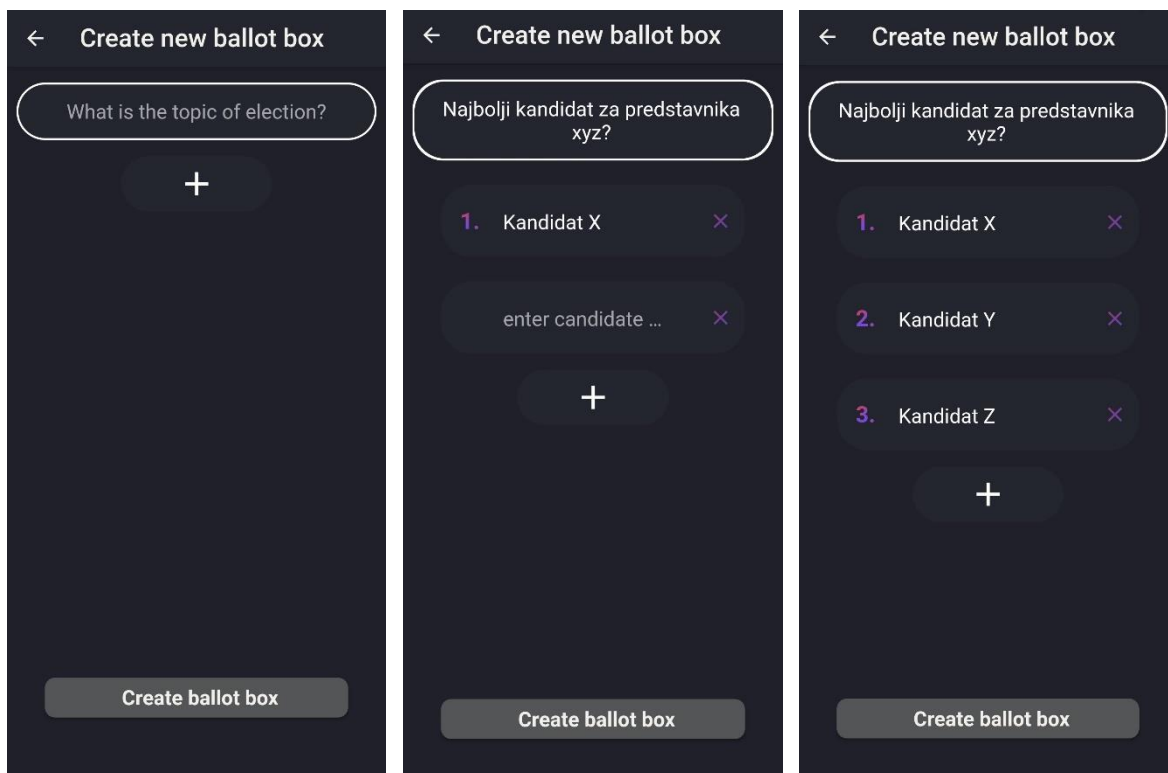 Create new ballot box
What is the topic of election?
+
Create ballot box
Create new ballot box
Najbolji kandidat za predstavnika
xyz?
1. Kandidat X
enter candidate ...
+
Create ballot box
Create new ballot box
Najbolji kandidat za predstavnika
xyz?
1. Kandidat X
2. Kandidat Y
3. Kandidat Z
+
Create ballot box